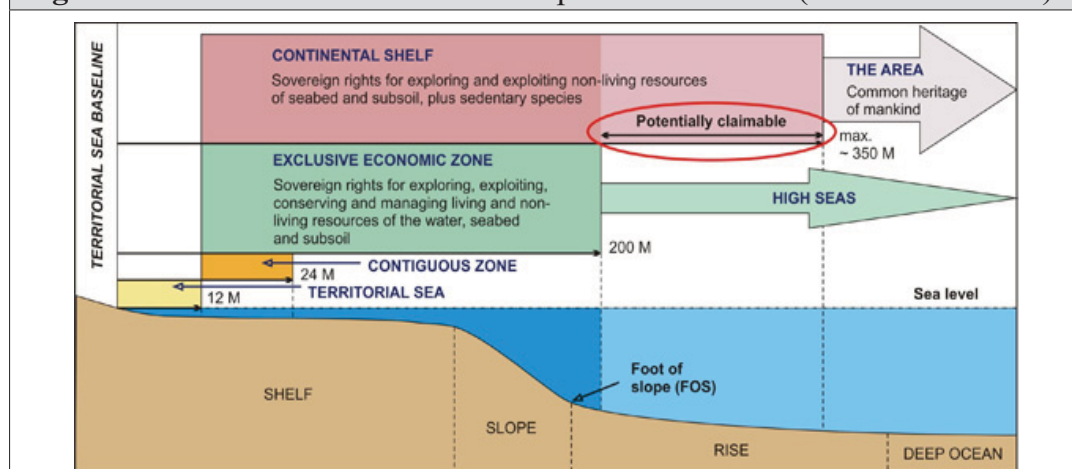 TERRITORIAL SEA BASELINE
CONTINENTAL SHELF
Sovereign rights for exploring and exploiting non-living resources
of seabed and subsoil, plus sedentary species
THE AREA
Common heritage
of mankind
Potentially claimable
max.
~ 350 M
EXCLUSIVE ECONOMIC ZONE
Sovereign rights for exploring, exploiting,
conserving and managing living and non-
living resources of the water, seabed
and subsoil
HIGH SEAS
200 M
CONTIGUOUS ZONE
24 M
TERRITORIAL SEA
12 M
Sea level
Foot of
slope (FOS)
SHELF
SLOPE
RISE
DEEP OCEAN